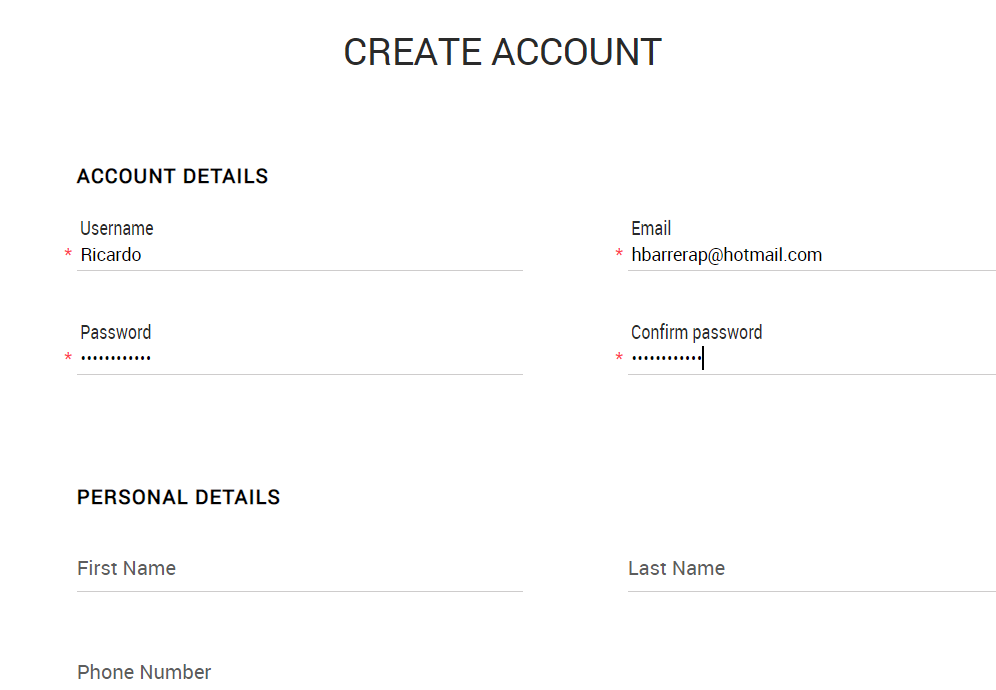 CREATE ACCOUNT
ACCOUNT DETAILS
Username
* Ricardo
Email
* hbarrerap@hotmail.com
Password
* ••••••••••••
Confirm password
* ••••••••••••
PERSONAL DETAILS
First Name
Last Name
Phone Number